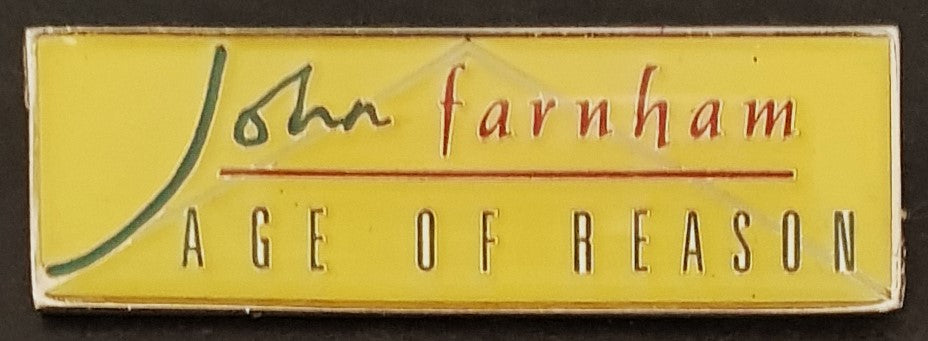 John farnham
AGE OF REASON